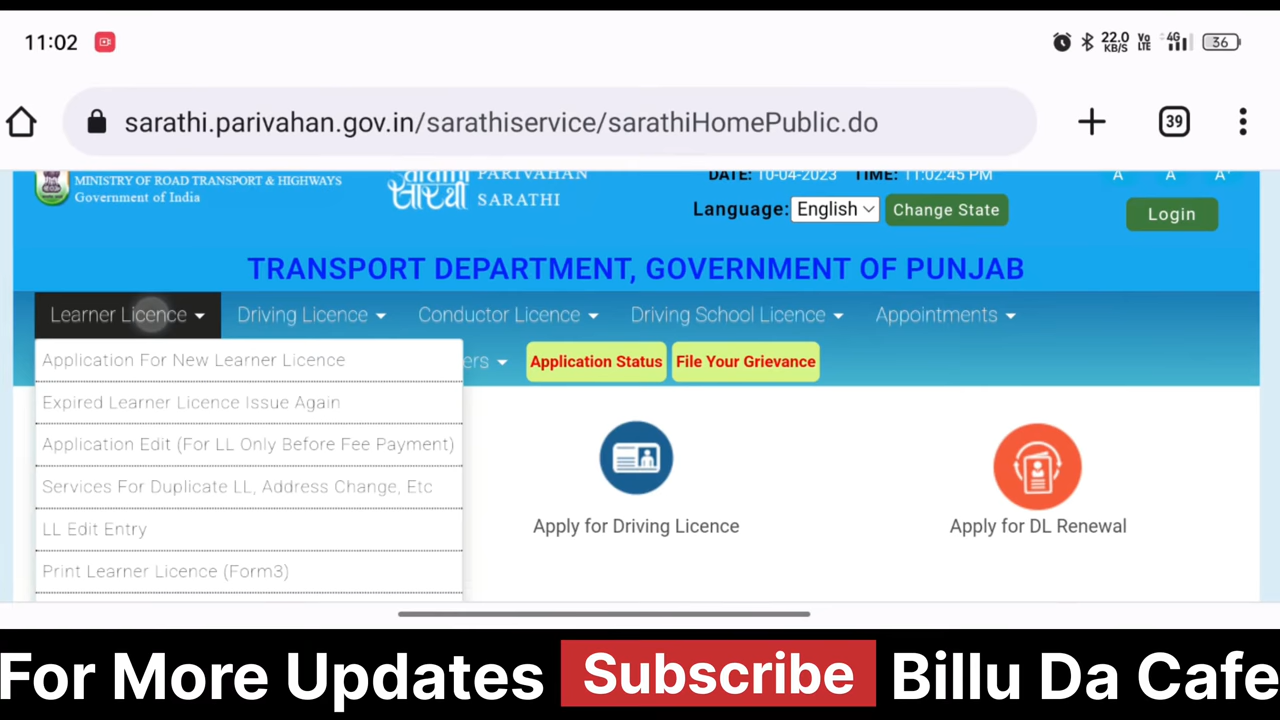 11:02
22.0
KB/S
Vo
LTE
4G
36
sarathi.parivahan.gov.in/sarathiservice/sarathiHomePublic.do
39
MINISTRY OF ROAD TRANSPORT & HIGHWAYS
Government of India
सारथी
PARIVAHAN
SARATHI
DATE: 10-04-2023 TIME: 11:02:45 PM
A A A+
Language: English Change State
Login
TRANSPORT DEPARTMENT, GOVERNMENT OF PUNJAB
Learner Licence Driving Licence Conductor Licence Driving School Licence Appointments
ers Application Status File Your Grievance
Application For New Learner Licence
Expired Learner Licence Issue Again
Application Edit (For LL Only Before Fee Payment)
Services For Duplicate LL, Address Change, Etc
LL Edit Entry
Print Learner Licence (Form3)
Apply for Driving Licence
Apply for DL Renewal
For More Updates Subscribe Billu Da Cafe